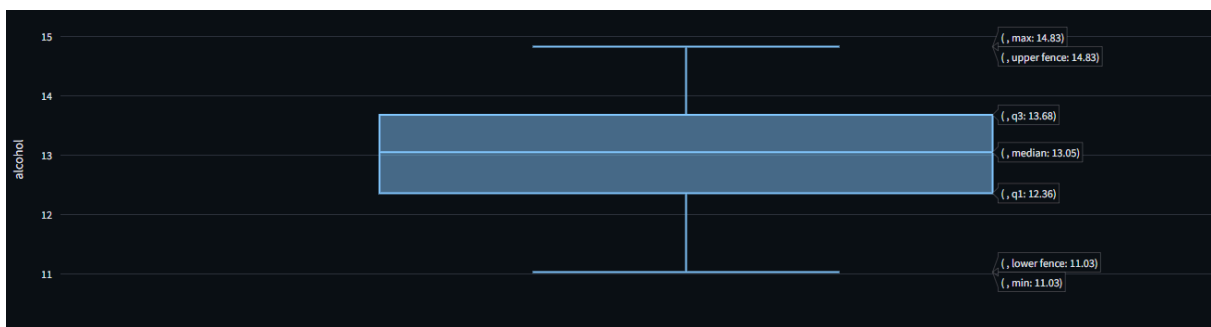 15
(, max: 14.83)
(, upper fence: 14.83)
14
(, q3: 13.68)
alcohol
13
(, median: 13.05)
(, q1: 12.36)
12
(, lower fence: 11.03)
11
(, min: 11.03)